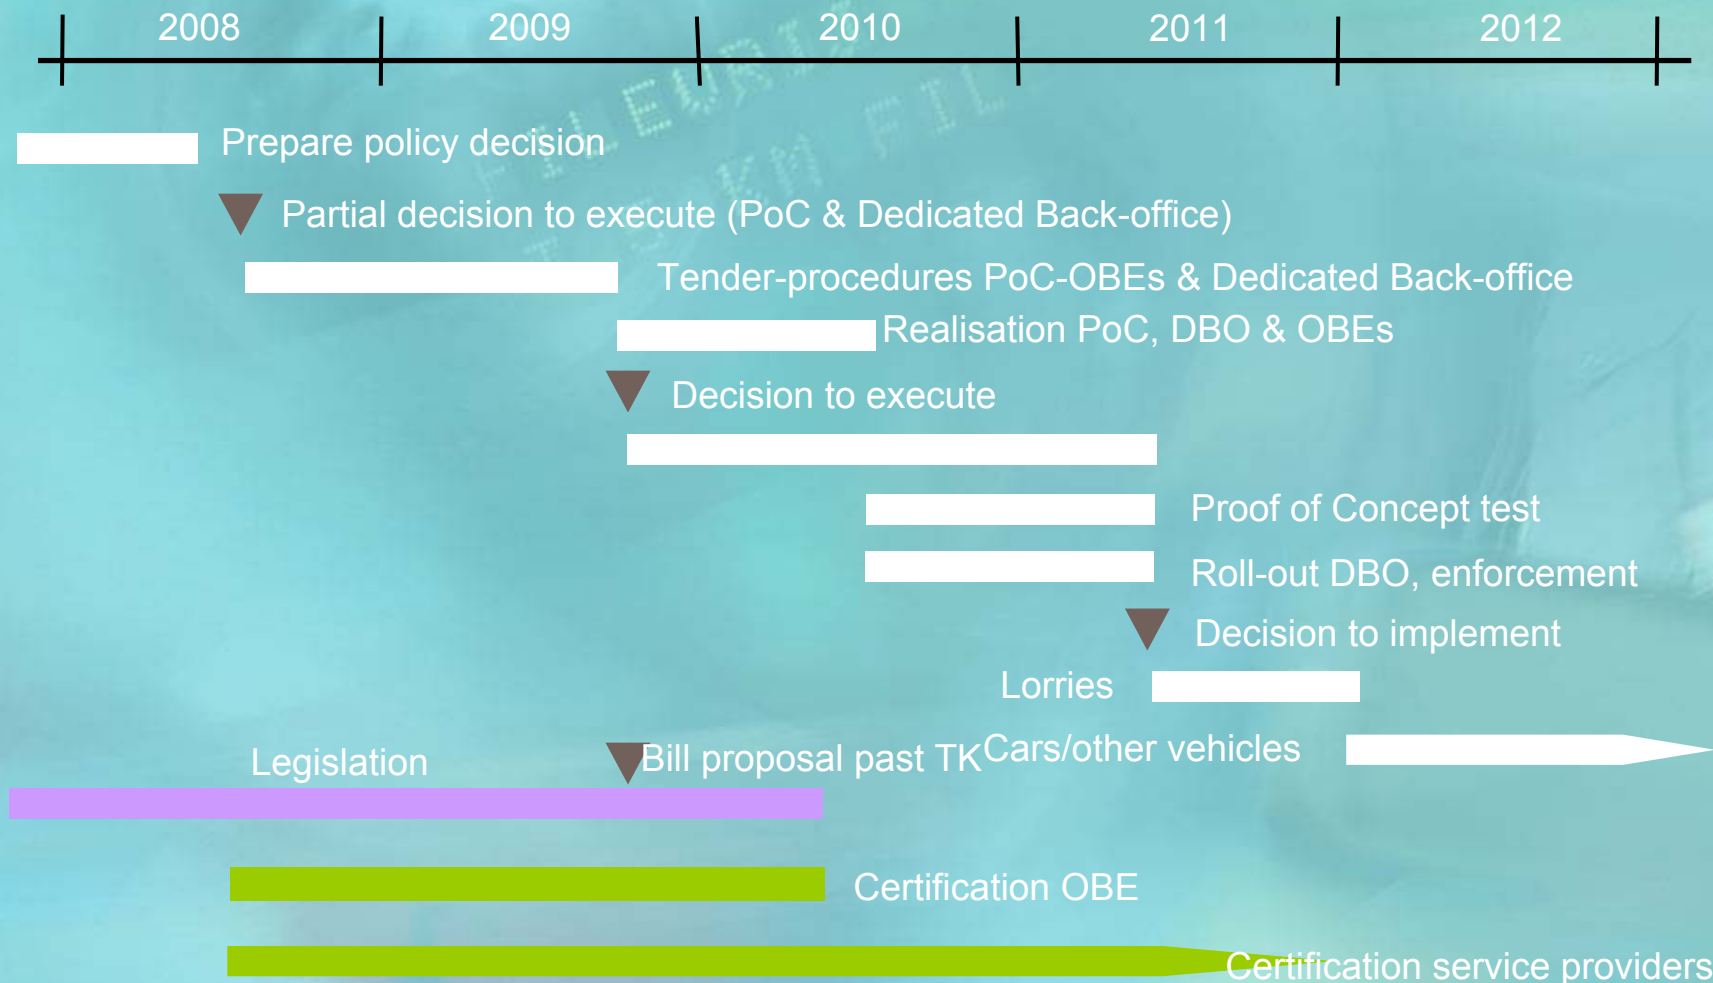 2008 2009 2010 2011 2012
Prepare policy decision
Partial decision to execute (PoC & Dedicated Back-office)
Tender-procedures PoC-OBEs & Dedicated Back-office
Realisation PoC, DBO & OBEs
Decision to execute
Proof of Concept test
Roll-out DBO, enforcement
Decision to implement
Lorries
Cars/other vehicles
Legislation
Bill proposal past TK
Certification OBE
Certification service providers